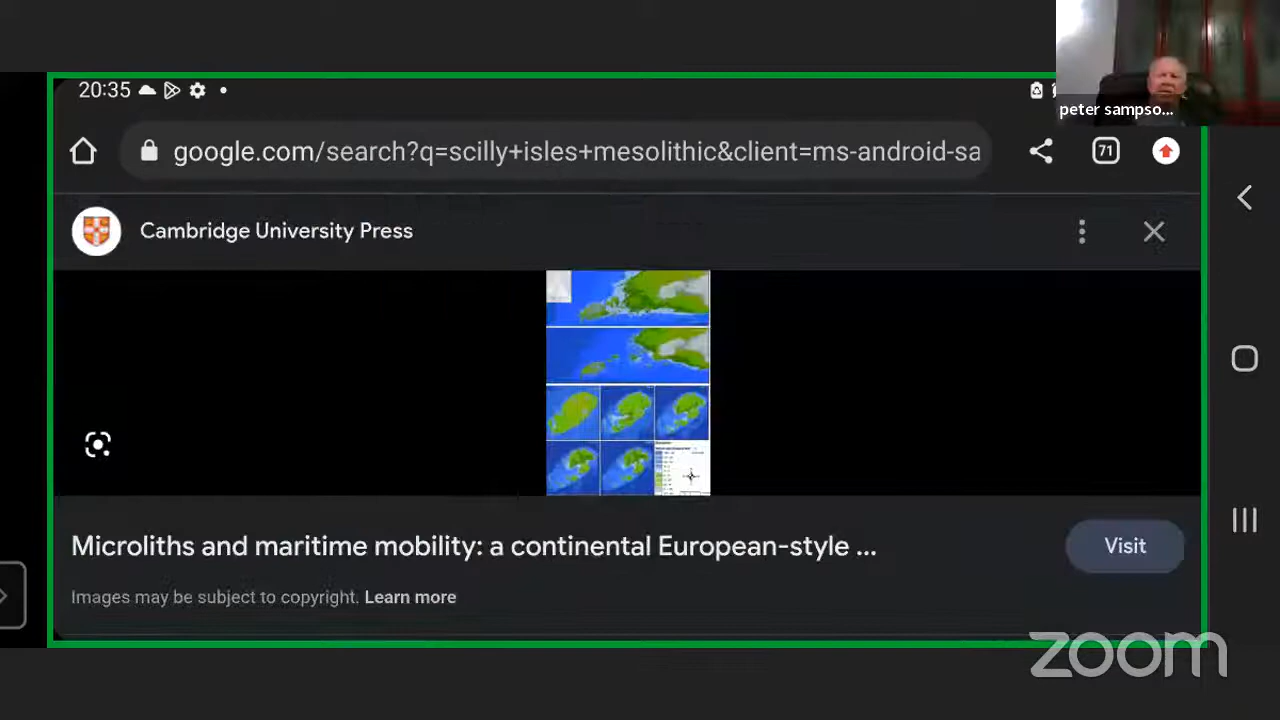 peter sampso...
20:35
google.com/search?q=scilly+isles+mesolithic&client=ms-android-sa
71
Cambridge University Press
Microliths and maritime mobility: a continental European-style ...
Visit
Images may be subject to copyright. Learn more
zoom